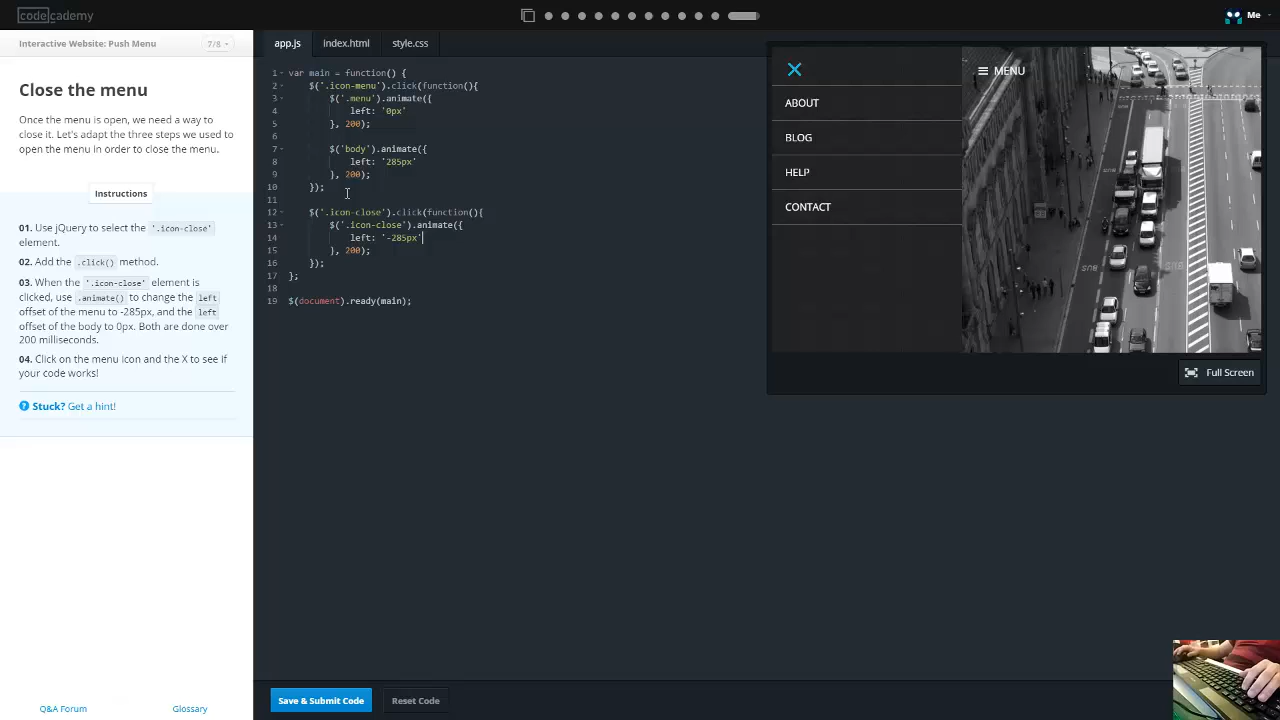 codecademy
Me
Interactive Website: Push Menu
7/8
Close the menu
Once the menu is open, we need a way to
close it. Let's adapt the three steps we used to
open the menu in order to close the menu.
Instructions
01. Use jQuery to select the '.icon-close'
element.
02. Add the .click() method.
03. When the '.icon-close' element is
clicked, use .animate() to change the left
offset of the menu to -285px, and the left
offset of the body to 0px. Both are done over
200 milliseconds.
04. Click on the menu icon and the X to see if
your code works!
? Stuck? Get a hint!
Q&A Forum
Glossary
app.js
index.html
style.css
1 var main = function() {
2 $('.icon-menu').click(function(){
3 $('.menu').animate({
4 left: '0px'
5 }, 200);
6
7 $('body').animate({
8 left: '285px'
9 }, 200);
10 });
11
12 $('.icon-close').click(function(){
13 $('.icon-close').animate({
14 left: '-285px'
15 }, 200);
16 });
17 };
18
19 $(document).ready(main);
MENU
ABOUT
BLOG
HELP
CONTACT
BUS
BUS
Full Screen
Save & Submit Code
Reset Code